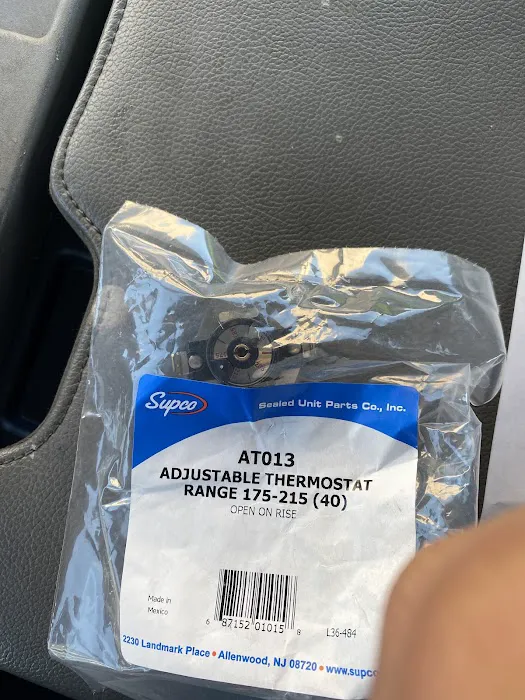 Supco
Sealed Unit Parts Co., Inc.
AT013
ADJUSTABLE THERMOSTAT
RANGE 175-215 (40)
OPEN ON RISE
Made in
Mexico
6 87152 01015 8
L36-484
2230 Landmark Place • Allenwood, NJ 08720 • www.supc